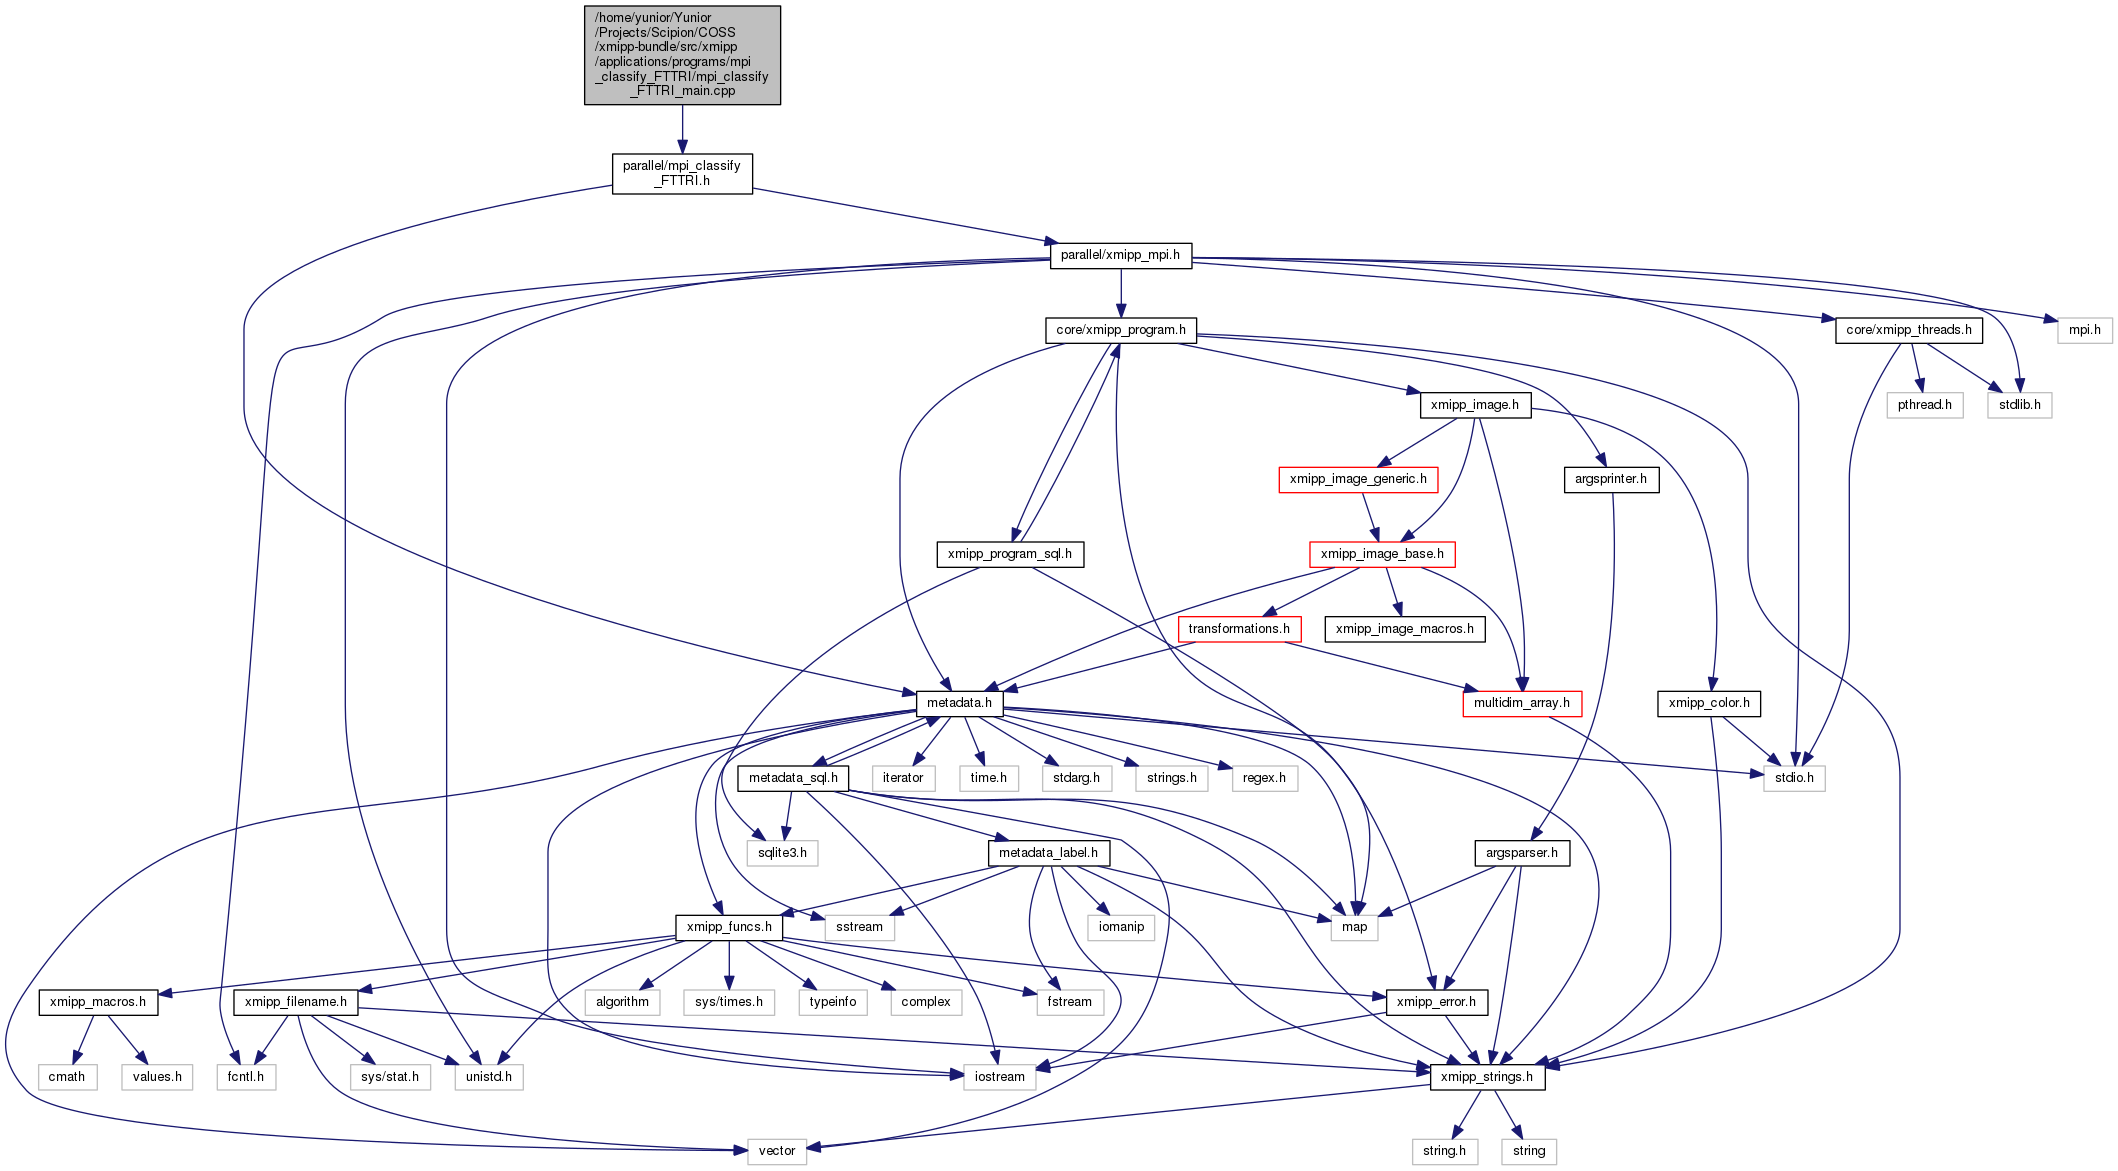 /home/yunior/Yunior
/Projects/Scipion/COSS
/xmipp-bundle/src/xmipp
/applications/programs/mpi
_classify_FTTRI/mpi_classify
_FTTRI_main.cpp
parallel/mpi_classify
_FTTRI.h
parallel/xmipp_mpi.h
core/xmipp_program.h
core/xmipp_threads.h
mpi.h
xmipp_image.h
pthread.h
stdlib.h
xmipp_image_generic.h
argsprinter.h
xmipp_program_sql.h
xmipp_image_base.h
transformations.h
xmipp_image_macros.h
metadata.h
multidim_array.h
xmipp_color.h
metadata_sql.h
iterator
time.h
stdarg.h
strings.h
regex.h
stdio.h
sqlite3.h
metadata_label.h
argsparser.h
xmipp_funcs.h
sstream
iomanip
map
xmipp_macros.h
xmipp_filename.h
algorithm
sys/times.h
typeinfo
complex
fstream
xmipp_error.h
cmath
values.h
fcntl.h
sys/stat.h
unistd.h
iostream
xmipp_strings.h
vector
string.h
string